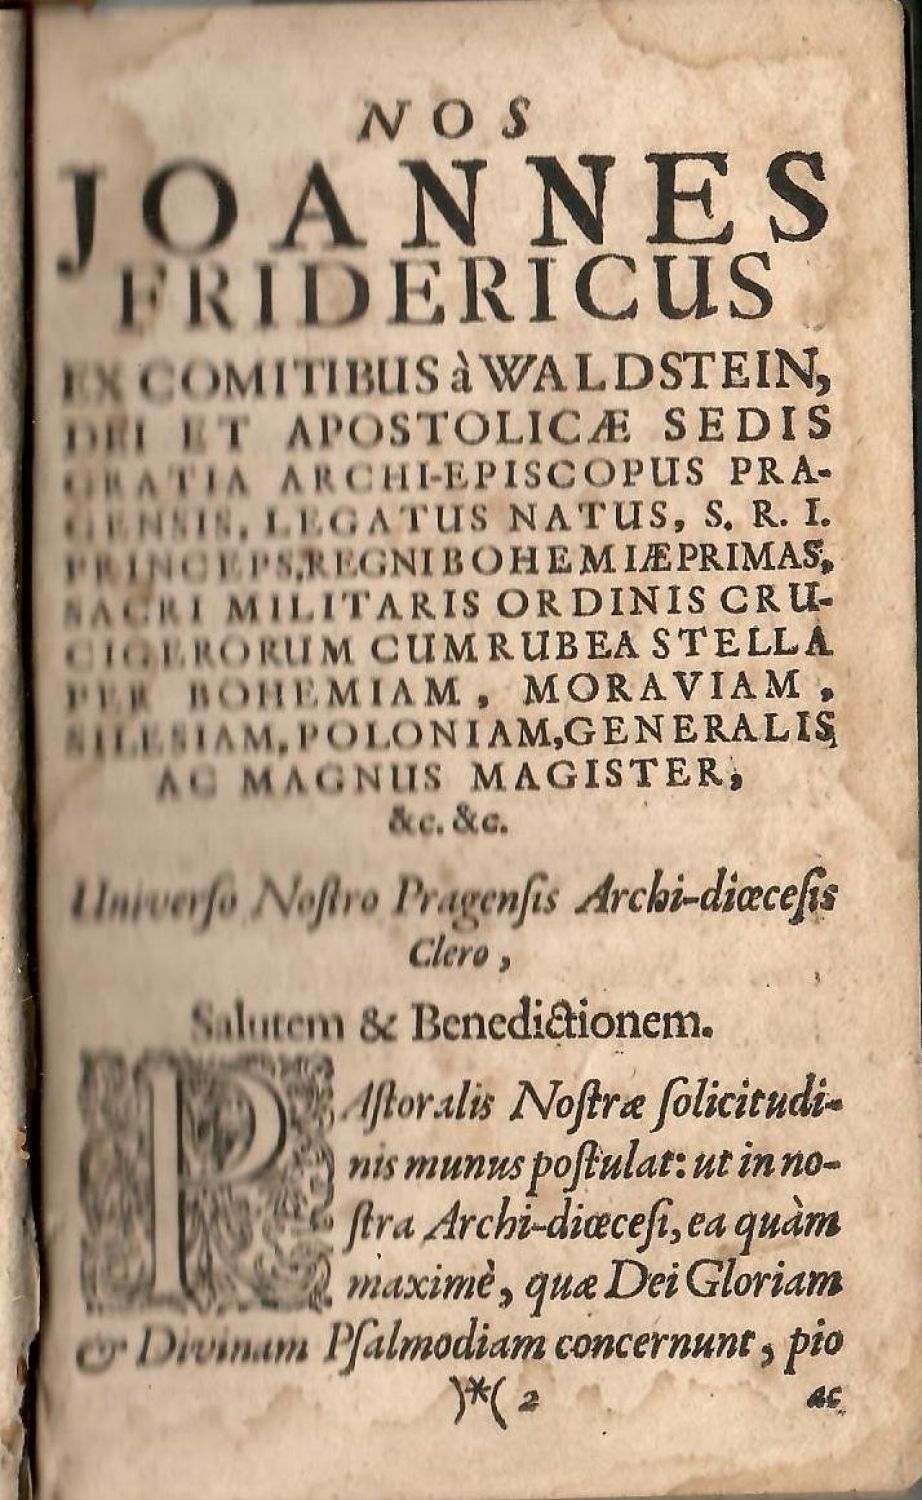 NOS
JOANNES
FRIDERICUS
EX COMITIBUS à WALDSTEIN,
DEI ET APOSTOLICÆ SEDIS
GRATIA ARCHI-EPISCOPUS PRA-
GENSIS, LEGATUS NATUS, S. R. I.
PRINCEPS, REGNI BOHEMIÆ PRIMAS,
SACRI MILITARIS ORDINIS CRU-
CIGERORUM CUM RUBEA STELLA
PER BOHEMIAM, MORAVIAM,
SILESIAM, POLONIAM, GENERALIS,
AC MAGNUS MAGISTER,
&c. &c.
Universo Noſtro Pragenſis Archi-diœceſis
Clero,
Salutem & Benedictionem.
PAſtoralis Noſtræ ſolicitudi-
nis munus poſtulat: ut in no-
ſtra Archi-diœceſi, ea quàm
maximè, quæ Dei Gloriam
& Divinam Pſalmodiam concernunt, pio
)*( 2
ac